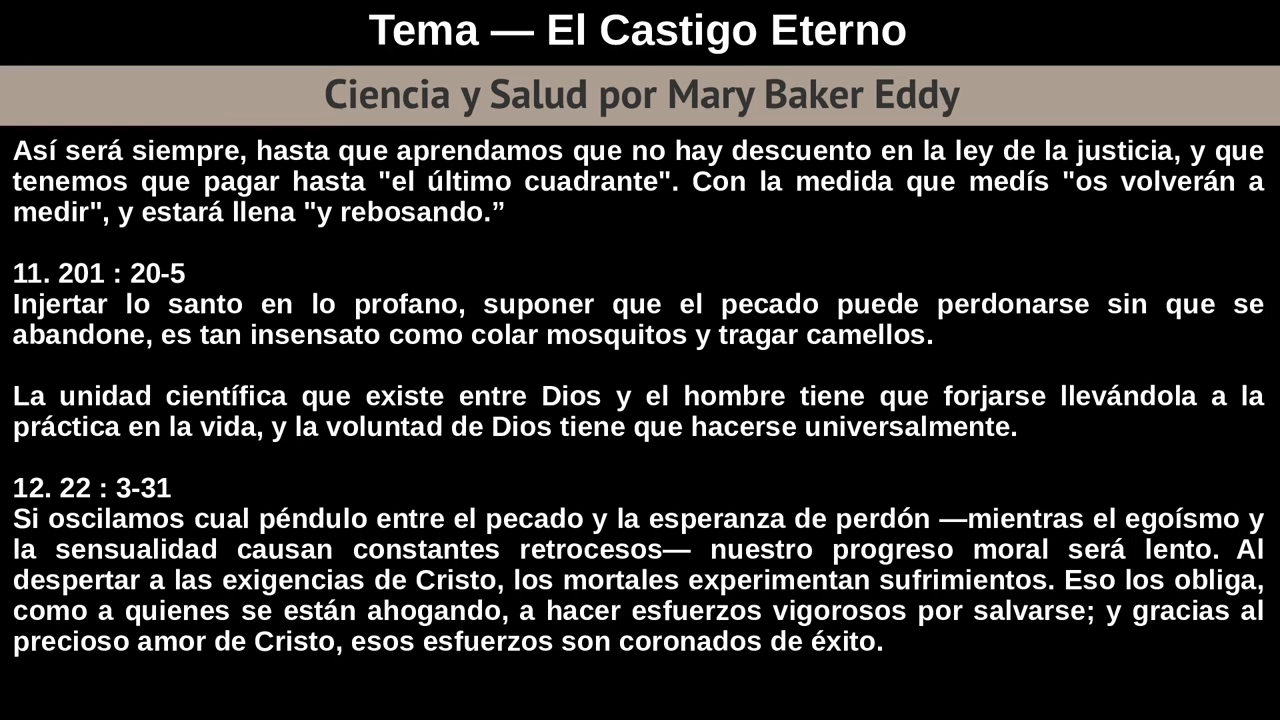 Tema — El Castigo Eterno
Ciencia y Salud por Mary Baker Eddy
Así será siempre, hasta que aprendamos que no hay descuento en la ley de la justicia, y que
tenemos que pagar hasta "el último cuadrante". Con la medida que medís "os volverán a
medir", y estará llena "y rebosando.”
11. 201 : 20-5
Injertar lo santo en lo profano, suponer que el pecado puede perdonarse sin que se
abandone, es tan insensato como colar mosquitos y tragar camellos.
La unidad científica que existe entre Dios y el hombre tiene que forjarse llevándola a la
práctica en la vida, y la voluntad de Dios tiene que hacerse universalmente.
12. 22 : 3-31
Si oscilamos cual péndulo entre el pecado y la esperanza de perdón —mientras el egoísmo y
la sensualidad causan constantes retrocesos— nuestro progreso moral será lento. Al
despertar a las exigencias de Cristo, los mortales experimentan sufrimientos. Eso los obliga,
como a quienes se están ahogando, a hacer esfuerzos vigorosos por salvarse; y gracias al
precioso amor de Cristo, esos esfuerzos son coronados de éxito.